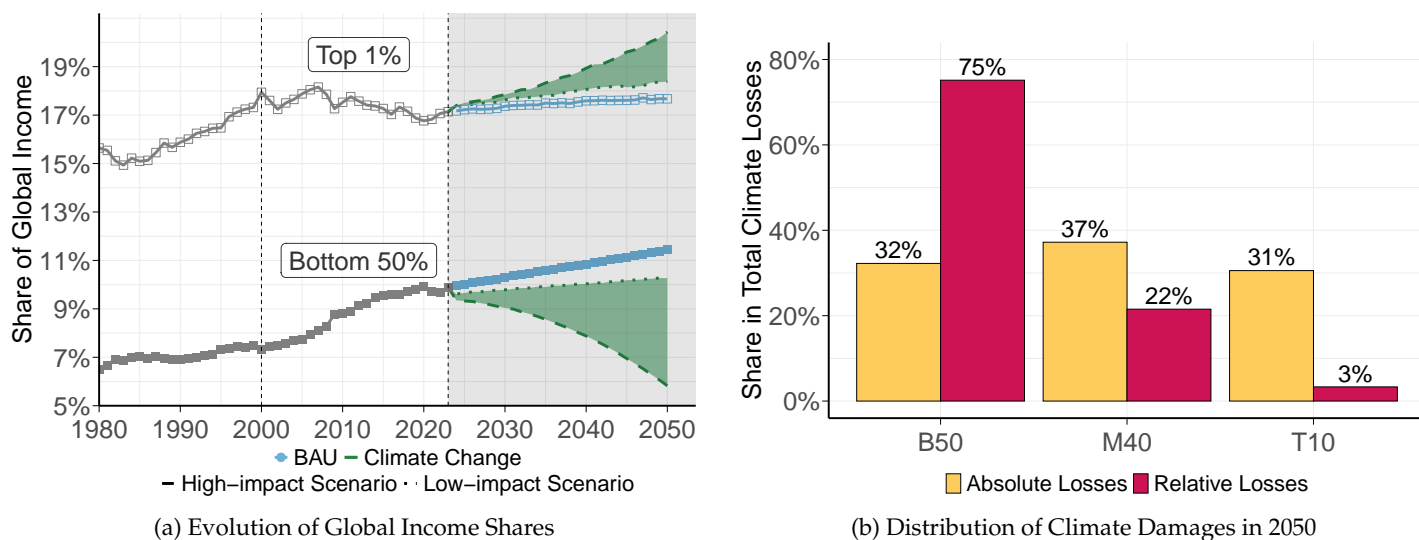 Share of Global Income
19%
17%
15%
13%
11%
9%
7%
5%
Top 1%
Bottom 50%
1980 1990 2000 2010 2020 2030 2040 2050
BAU Climate Change
High−impact Scenario Low−impact Scenario
(a) Evolution of Global Income Shares
Share in Total Climate Losses
80%
60%
40%
20%
0%
32% 75% 37% 22% 31% 3%
B50 M40 T10
Absolute Losses Relative Losses
(b) Distribution of Climate Damages in 2050